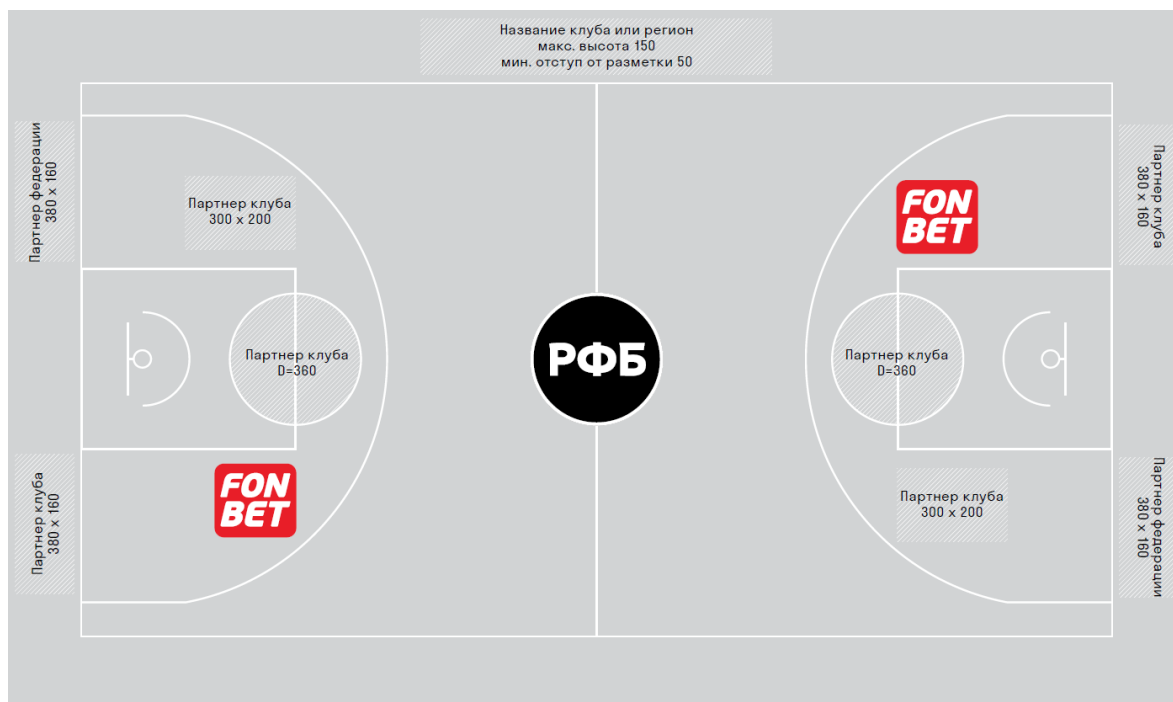 Название клуба или регион
макс. высота 150
мин. отступ от разметки 50
Партнер федерации
380 x 160
Партнер клуба
300 x 200
FON
BET
Партнер клуба
380 x 160
Партнер клуба
D=360
РФБ
Партнер клуба
D=360
Партнер клуба
380 x 160
FON
BET
Партнер клуба
300 x 200
Партнер федерации
380 x 160